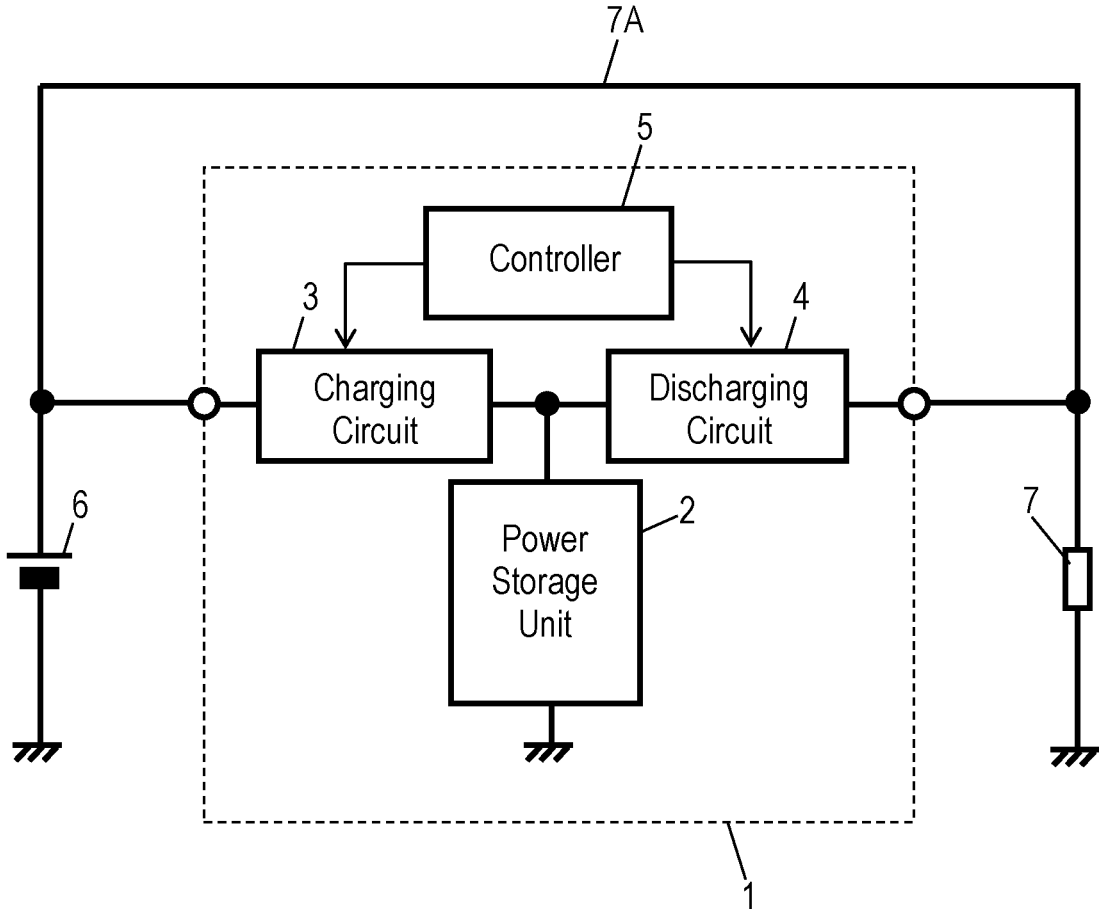 7A
5
Controller
3
4
Charging
Circuit
Discharging
Circuit
6
2
7
Power
Storage
Unit
1